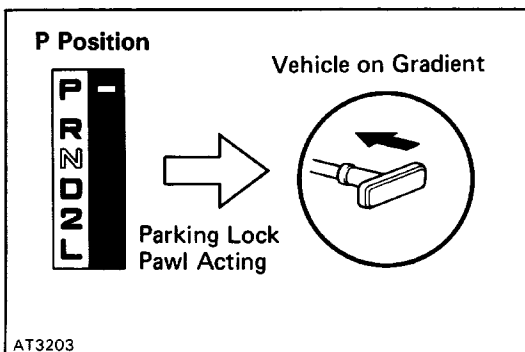 P Position
Vehicle on Gradient
P
R
N
D
2
L
Parking Lock
Pawl Acting
AT3203